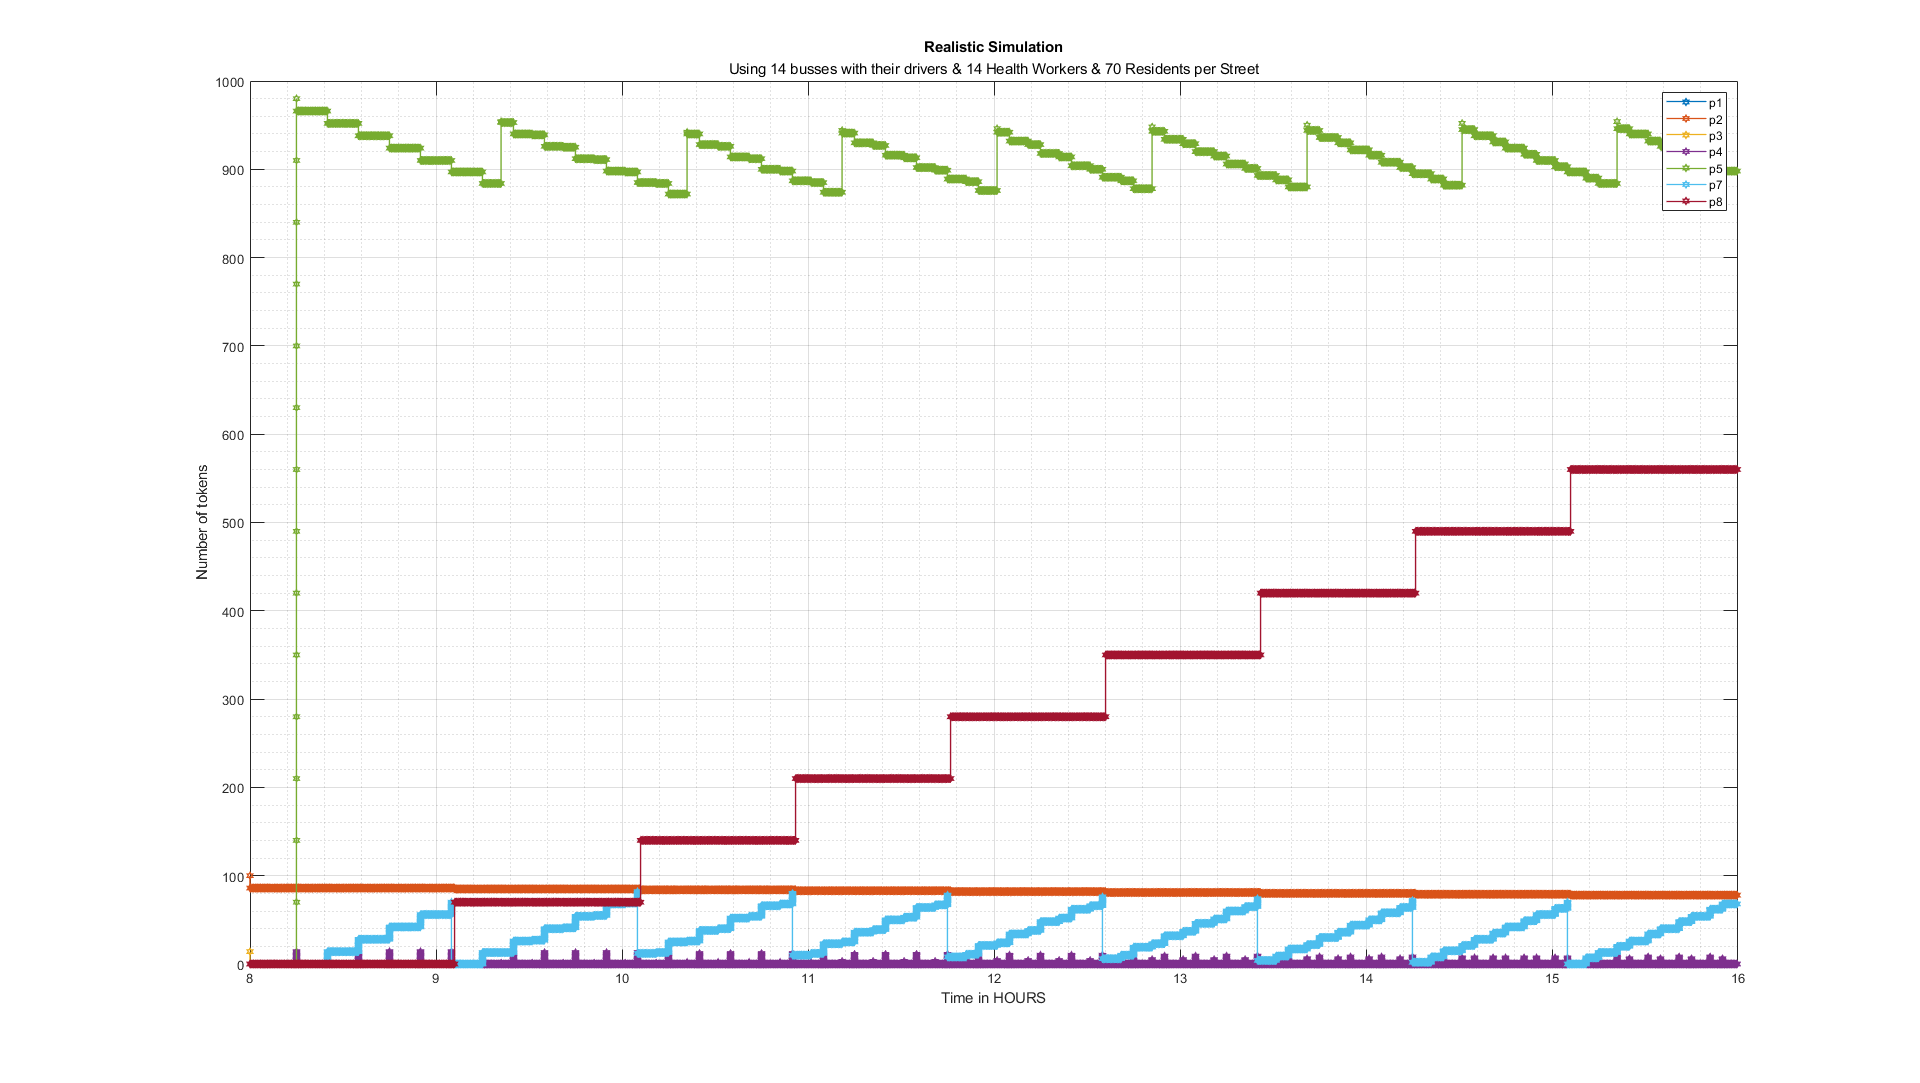 Realistic Simulation
Using 14 busses with their drivers & 14 Health Workers & 70 Residents per Street
1000
900
800
700
600
500
400
300
200
100
0
Number of tokens
8 9 10 11 12 13 14 15 16
Time in HOURS
p1
p2
p3
p4
p5
p7
p8